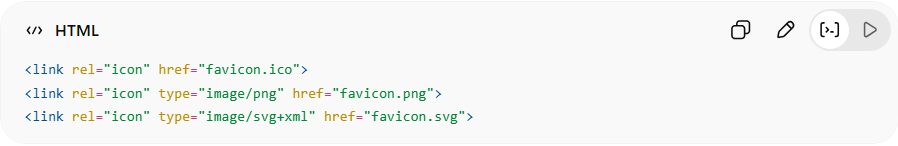 HTML
<link rel="icon" href="favicon.ico">
<link rel="icon" type="image/png" href="favicon.png">
<link rel="icon" type="image/svg+xml" href="favicon.svg">